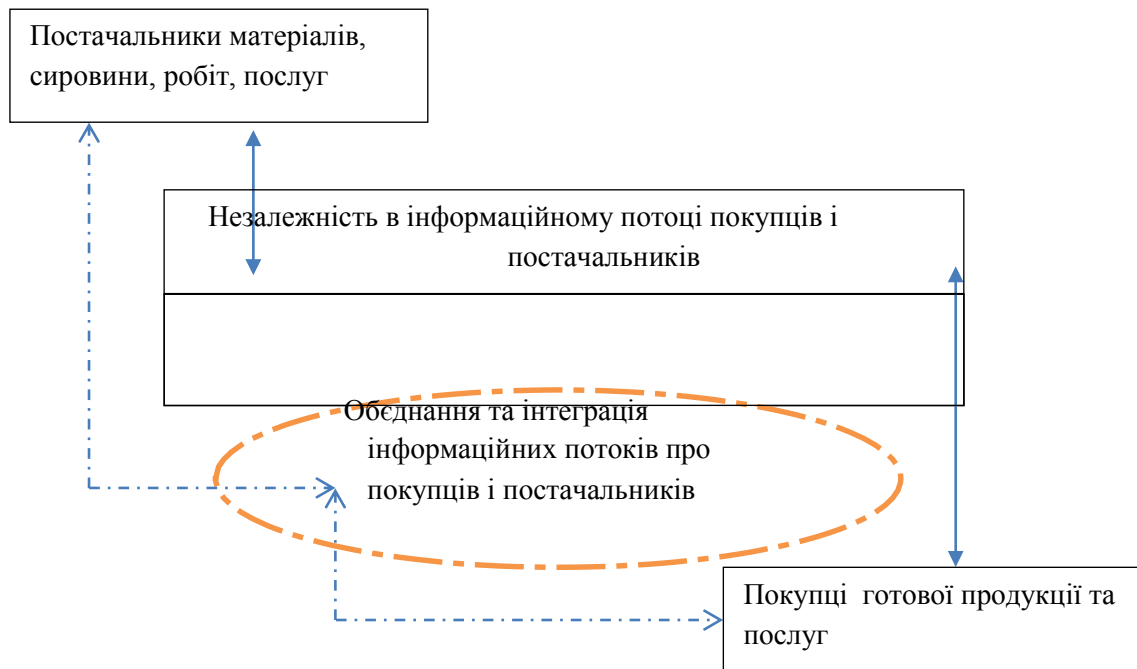 Постачальники матеріалів,
сировини, робіт, послуг
Незалежність в інформаційному потоці покупців і
постачальників
Обєднання та інтеграція
інформаційних потоків про
покупців і постачальників
Покупці готової продукції та
послуг